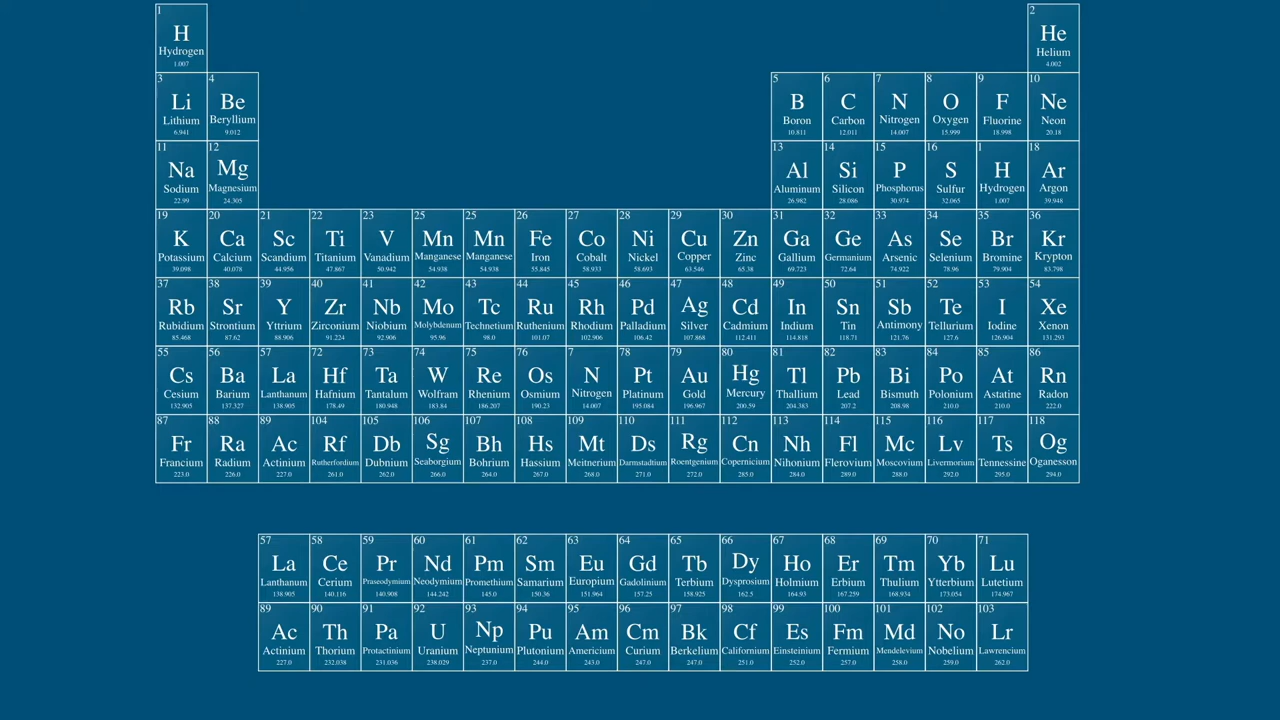 1 2
H He
Hydrogen Helium
1.007 4.002
3 4 5 6 7 8 9 10
Li Be B C N O F Ne
Lithium Beryllium Boron Carbon Nitrogen Oxygen Fluorine Neon
6.941 9.012 10.811 12.011 14.007 15.999 18.998 20.18
11 12 13 14 15 16 1 18
Na Mg Al Si P S H Ar
Sodium Magnesium Aluminum Silicon Phosphorus Sulfur Hydrogen Argon
22.99 24.305 26.982 28.086 30.974 32.065 1.007 39.948
19 20 21 22 23 25 25 26 27 28 29 30 31 32 33 34 35 36
K Ca Sc Ti V Mn Mn Fe Co Ni Cu Zn Ga Ge As Se Br Kr
Potassium Calcium Scandium Titanium Vanadium Manganese Manganese Iron Cobalt Nickel Copper Zinc Gallium Germanium Arsenic Selenium Bromine Krypton
39.098 40.078 44.956 47.867 50.942 54.938 54.938 55.845 58.933 58.693 63.546 65.38 69.723 72.64 74.922 78.96 79.904 83.798
37 38 39 40 41 42 43 44 45 46 47 48 49 50 51 52 53 54
Rb Sr Y Zr Nb Mo Tc Ru Rh Pd Ag Cd In Sn Sb Te I Xe
Rubidium Strontium Yttrium Zirconium Niobium Molybdenum Technetium Ruthenium Rhodium Palladium Silver Cadmium Indium Tin Antimony Tellurium Iodine Xenon
85.468 87.62 88.906 91.224 92.906 95.96 98.0 101.07 102.906 106.42 107.868 112.411 114.818 118.71 121.76 127.6 126.904 131.293
55 56 57 72 73 74 75 76 7 78 79 80 81 82 83 84 85 86
Cs Ba La Hf Ta W Re Os N Pt Au Hg Tl Pb Bi Po At Rn
Cesium Barium Lanthanum Hafnium Tantalum Wolfram Rhenium Osmium Nitrogen Platinum Gold Mercury Thallium Lead Bismuth Polonium Astatine Radon
132.905 137.327 138.905 178.49 180.948 183.84 186.207 190.23 14.007 195.084 196.967 200.59 204.383 207.2 208.98 210.0 210.0 222.0
87 88 89 104 105 106 107 108 109 110 111 112 113 114 115 116 117 118
Fr Ra Ac Rf Db Sg Bh Hs Mt Ds Rg Cn Nh Fl Mc Lv Ts Og
Francium Radium Actinium Rutherfordium Dubnium Seaborgium Bohrium Hassium Meitnerium Darmstadtium Roentgenium Copernicium Nihonium Flerovium Moscovium Livermorium Tennessine Oganesson
223.0 226.0 227.0 261.0 262.0 266.0 264.0 267.0 268.0 271.0 272.0 285.0 284.0 289.0 288.0 292.0 295.0 294.0
57 58 59 60 61 62 63 64 65 66 67 68 69 70 71
La Ce Pr Nd Pm Sm Eu Gd Tb Dy Ho Er Tm Yb Lu
Lanthanum Cerium Praseodymium Neodymium Promethium Samarium Europium Gadolinium Terbium Dysprosium Holmium Erbium Thulium Ytterbium Lutetium
138.905 140.116 140.908 144.242 145.0 150.36 151.964 157.25 158.925 162.5 164.93 167.259 168.934 173.054 174.967
89 90 91 92 93 94 95 96 97 98 99 100 101 102 103
Ac Th Pa U Np Pu Am Cm Bk Cf Es Fm Md No Lr
Actinium Thorium Protactinium Uranium Neptunium Plutonium Americium Curium Berkelium Californium Einsteinium Fermium Mendelevium Nobelium Lawrencium
227.0 232.038 231.036 238.029 237.0 244.0 243.0 247.0 247.0 251.0 252.0 257.0 258.0 259.0 262.0